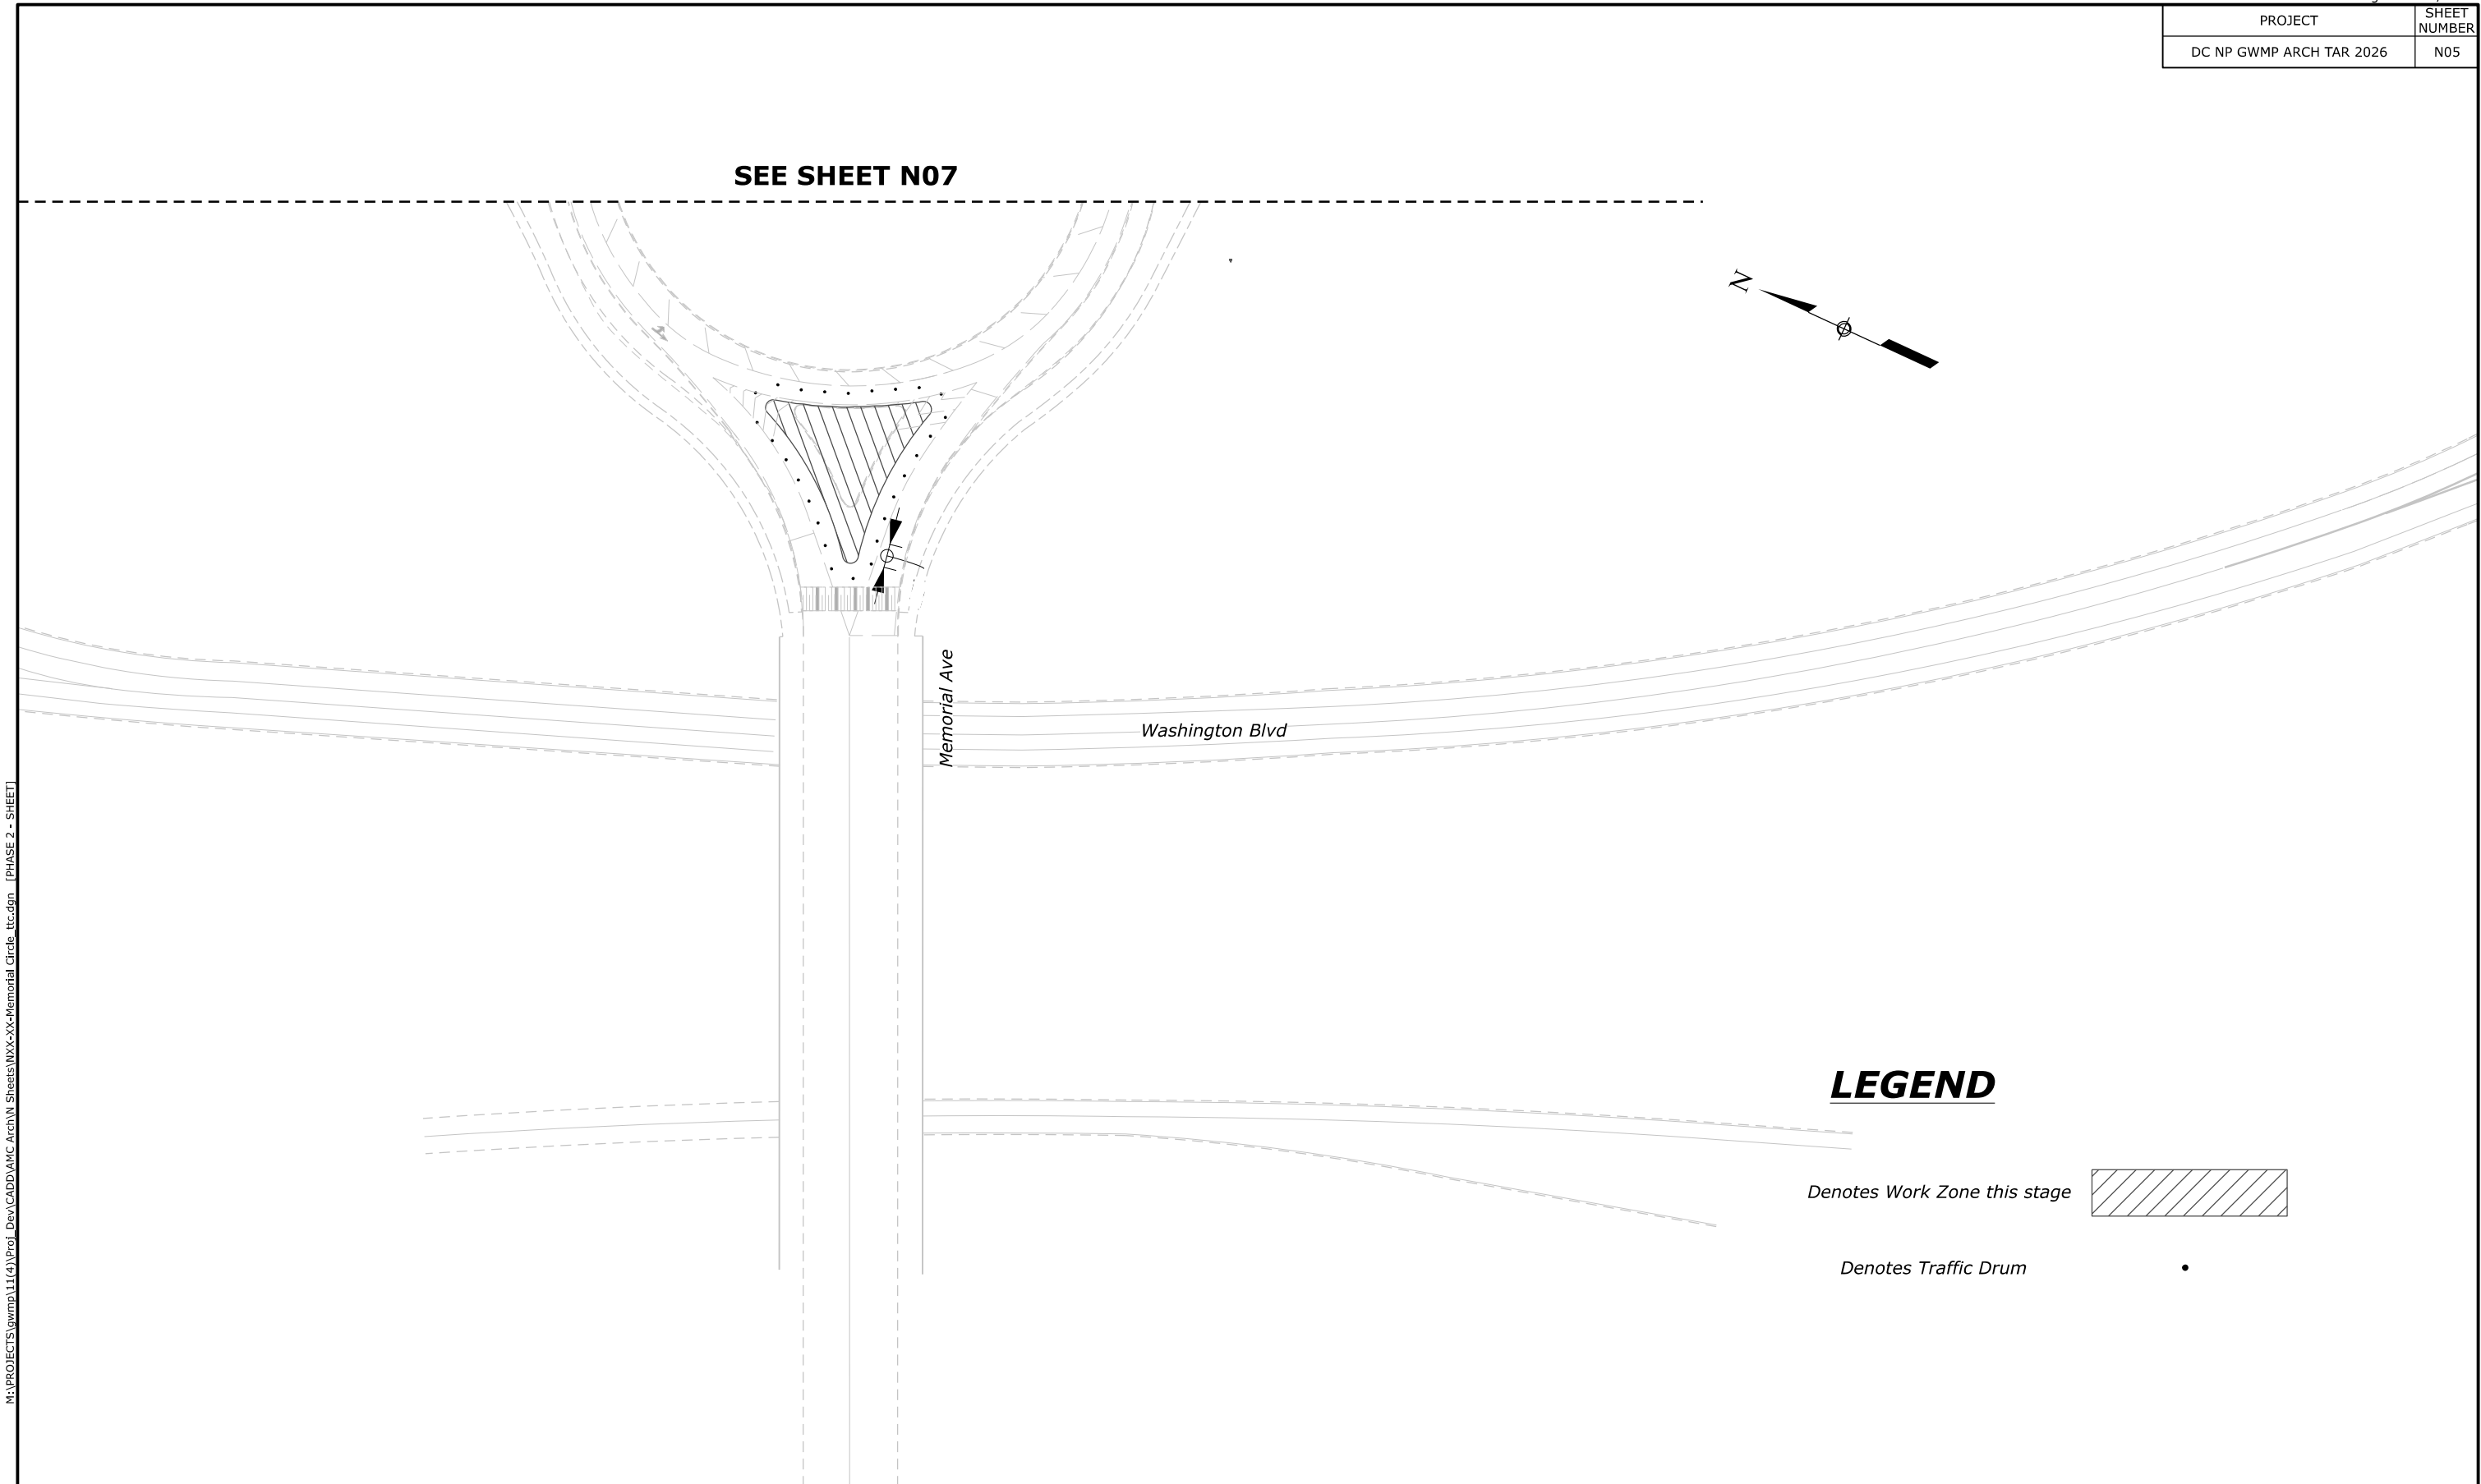 PROJECT
SHEET
NUMBER
DC NP GWMP ARCH TAR 2026
N05
SEE SHEET N07
N
Memorial Ave
Washington Blvd
M:\PROJECTS\gwmp\11(4)\Proj_Dev\CADD\AMC Arch\N Sheets\NXX-XX-Memorial Circle_ttc.dgn [PHASE 2 - SHEET]
LEGEND
Denotes Work Zone this stage
Denotes Traffic Drum